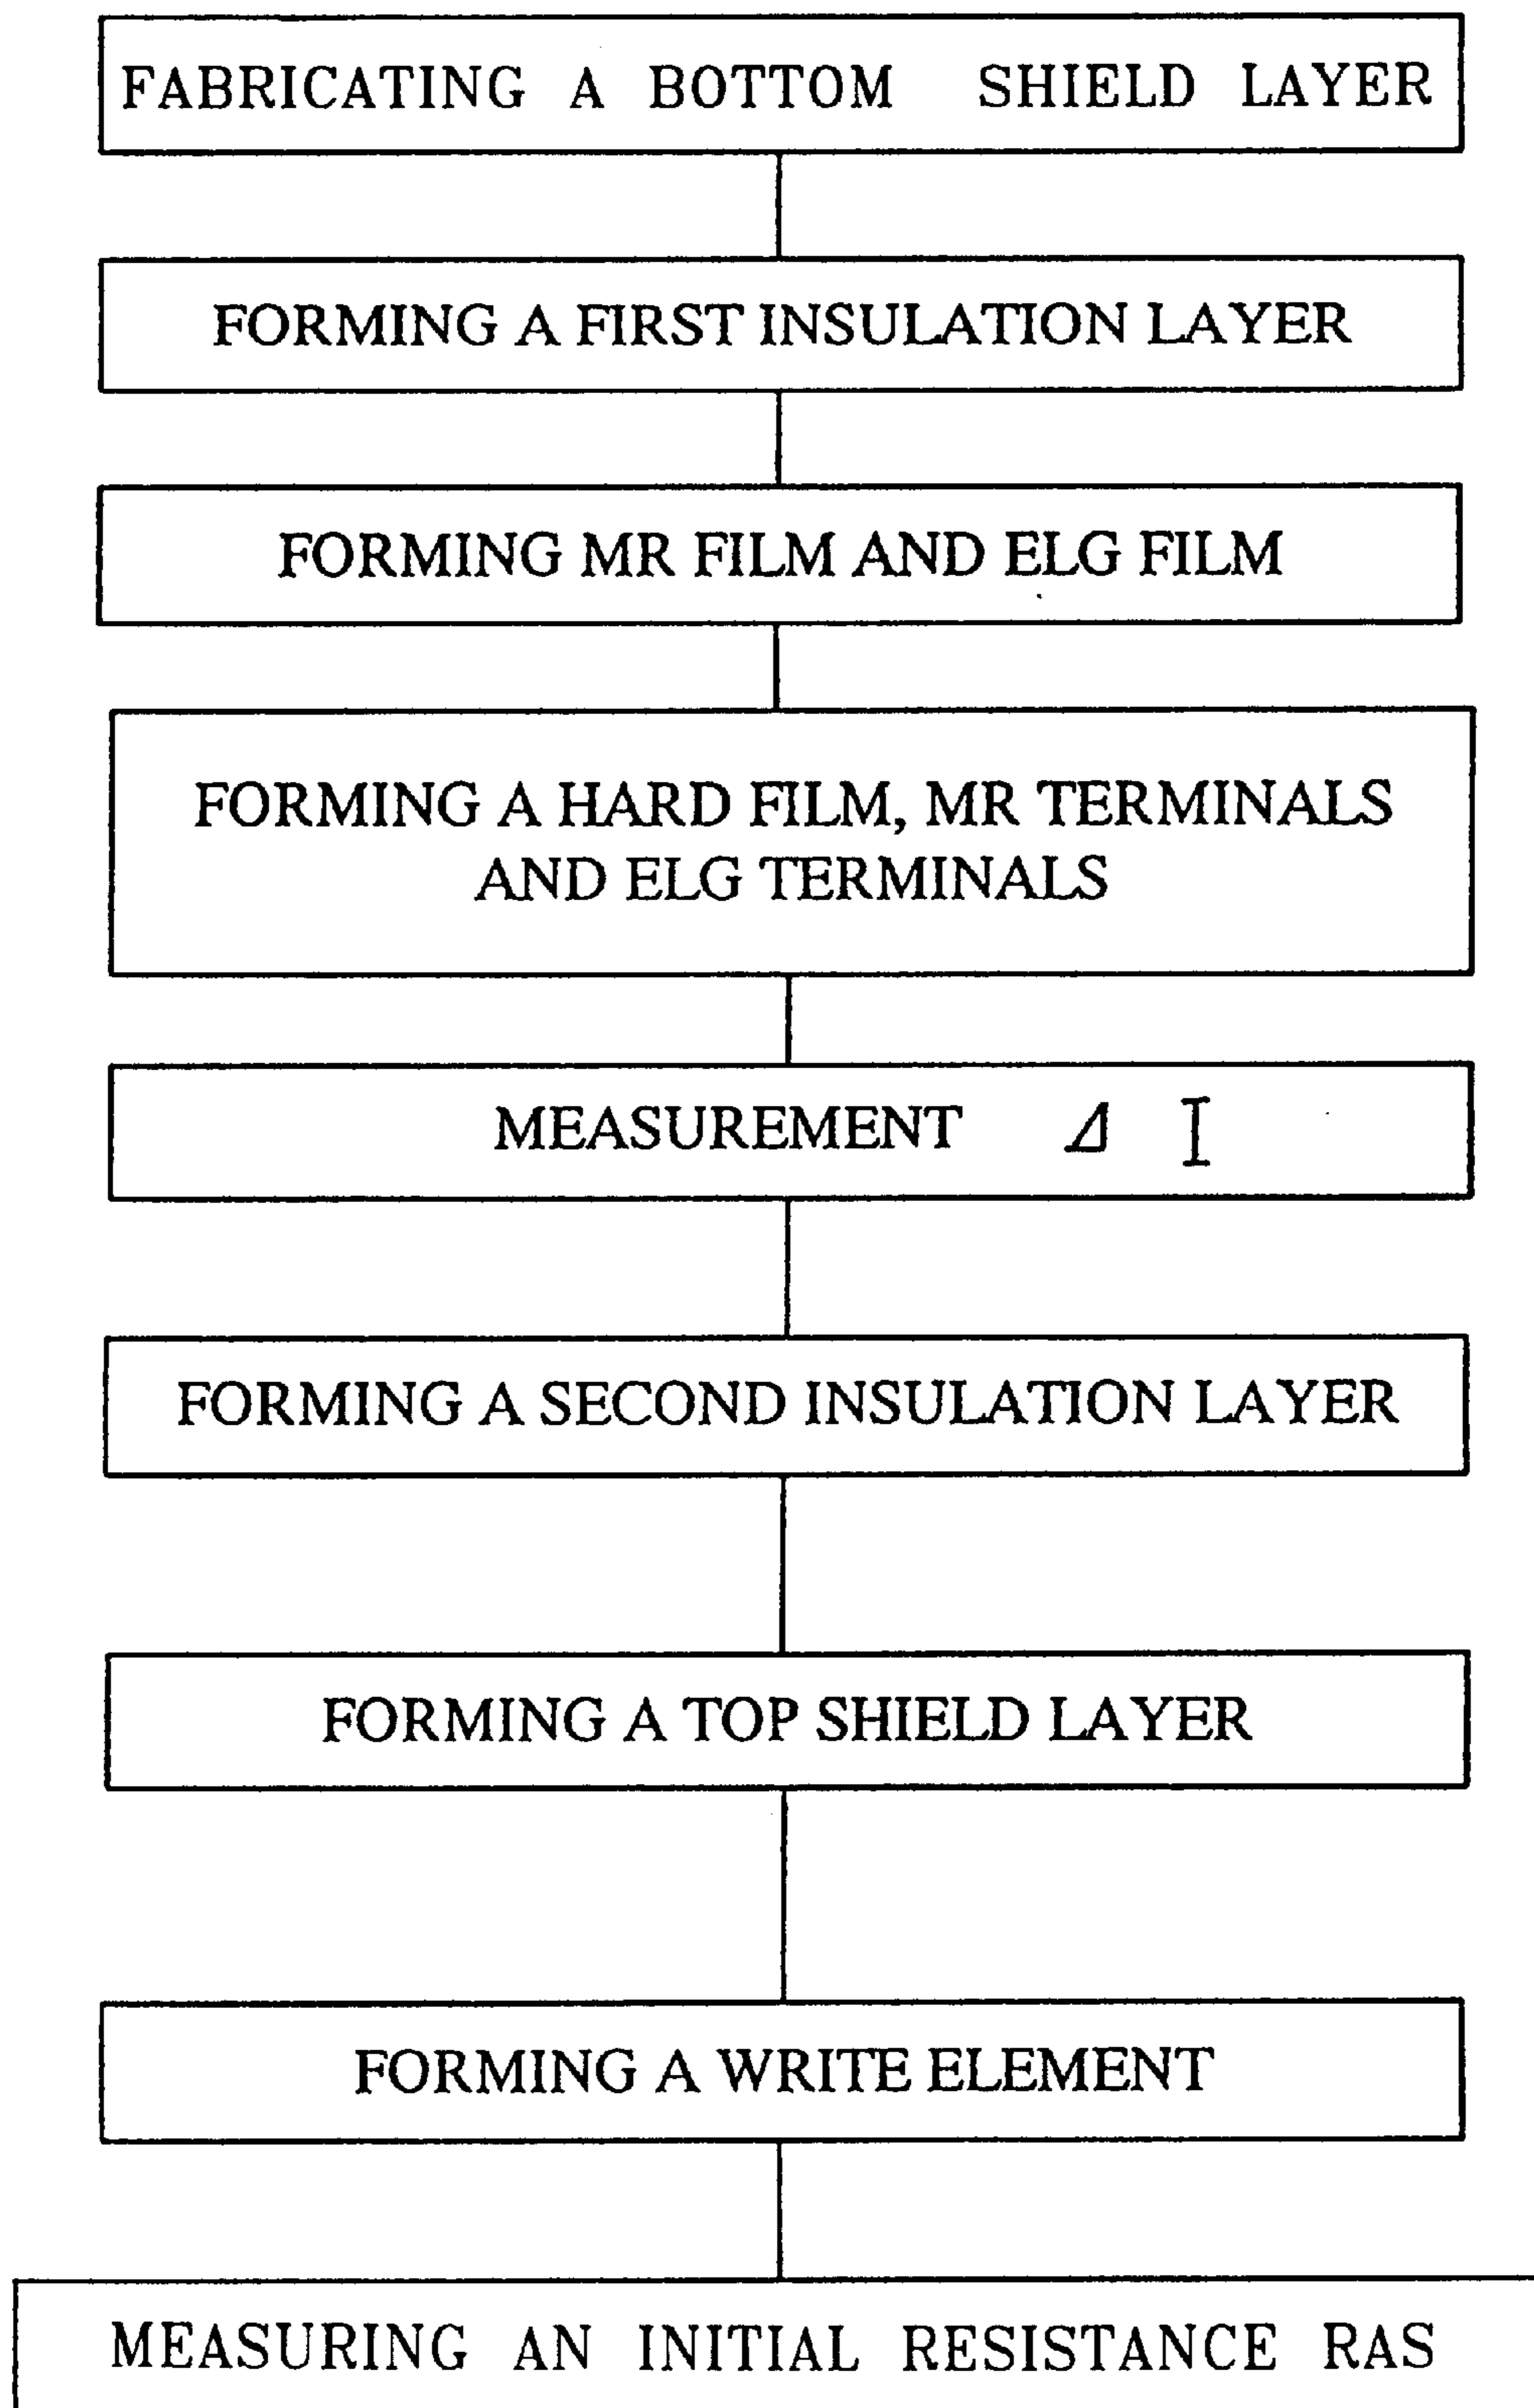 FABRICATING A BOTTOM SHIELD LAYER
FORMING A FIRST INSULATION LAYER
FORMING MR FILM AND ELG FILM
FORMING A HARD FILM, MR TERMINALS
AND ELG TERMINALS
MEASUREMENT Δ I
FORMING A SECOND INSULATION LAYER
FORMING A TOP SHIELD LAYER
FORMING A WRITE ELEMENT
MEASURING AN INITIAL RESISTANCE RAS